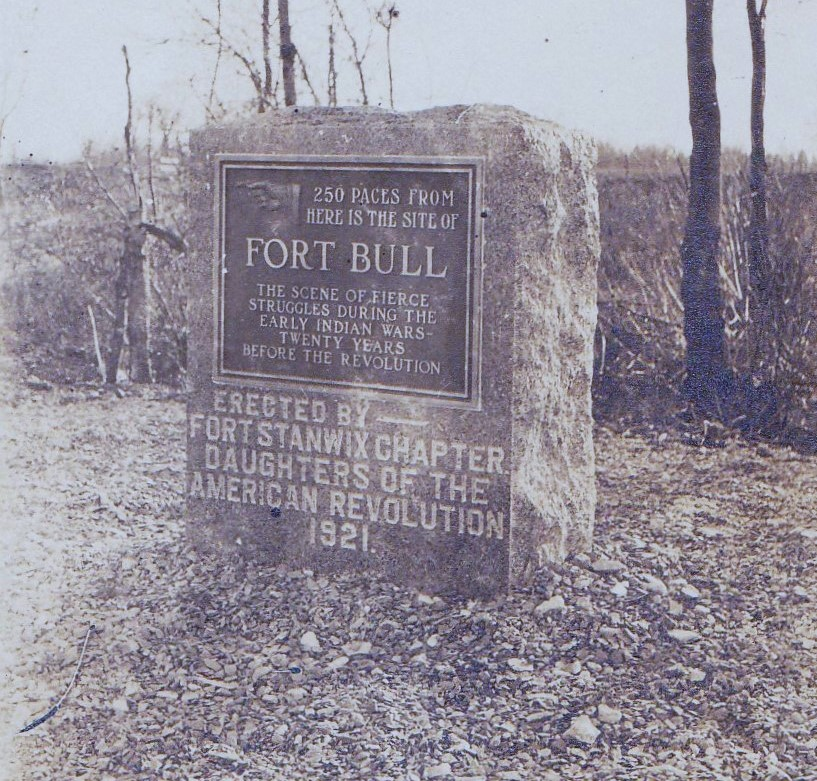 250 PACES FROM
HERE IS THE SITE OF
FORT BULL
THE SCENE OF FIERCE
STRUGGLES DURING THE
EARLY INDIAN WARS-
TWENTY YEARS
BEFORE THE REVOLUTION
ERECTED BY —
FORT STANWIX CHAPTER
DAUGHTERS OF THE
AMERICAN REVOLUTION
1921.